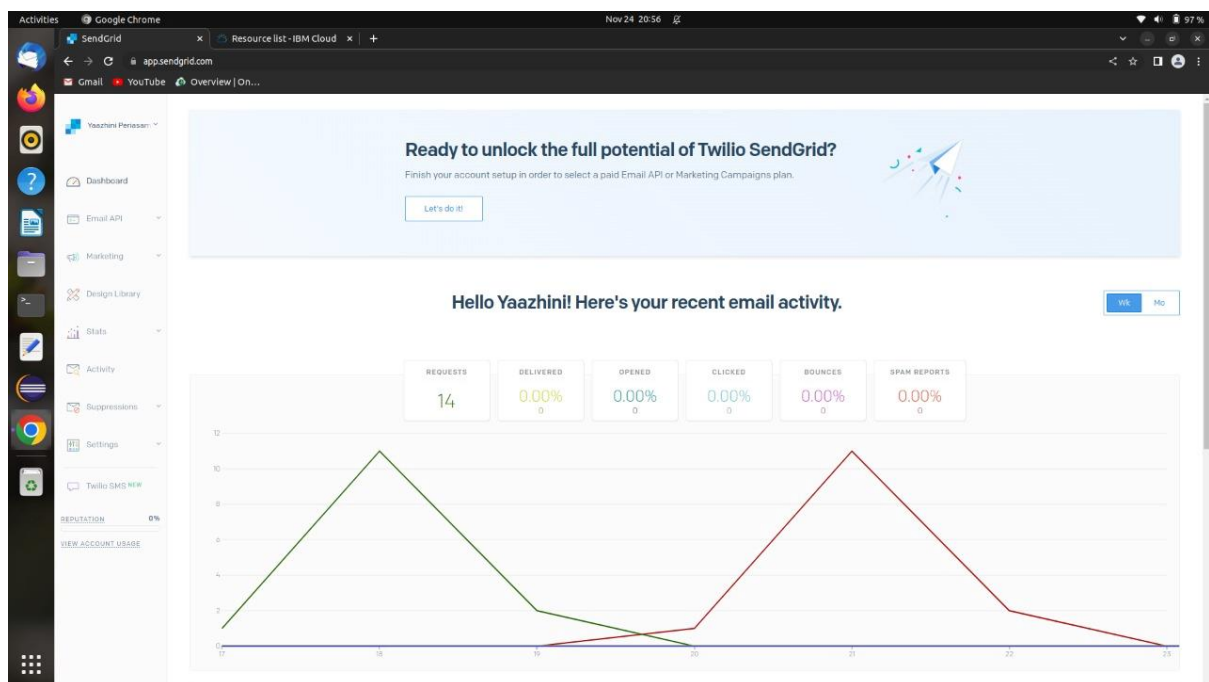 Activities Google Chrome Nov 24 20:56 97 %
SendGrid × Resource list - IBM Cloud × +
app.sendgrid.com
Gmail YouTube Overview | On...
Yaazhini Periasam
Ready to unlock the full potential of Twilio SendGrid?
Finish your account setup in order to select a paid Email API or Marketing Campaigns plan.
Let's do it!
Dashboard
Email API
Marketing
Design Library
Stats
Activity
Suppressions
Settings
Twilio SMS NEW
REPUTATION 0%
VIEW ACCOUNT USAGE
Hello Yaazhini! Here's your recent email activity.
Wk Mo
REQUESTS DELIVERED OPENED CLICKED BOUNCES SPAM REPORTS
14 0.00% 0.00% 0.00% 0.00% 0.00%
0 0 0 0 0
12
10
8
6
4
2
0
17 18 19 20 21 22 23